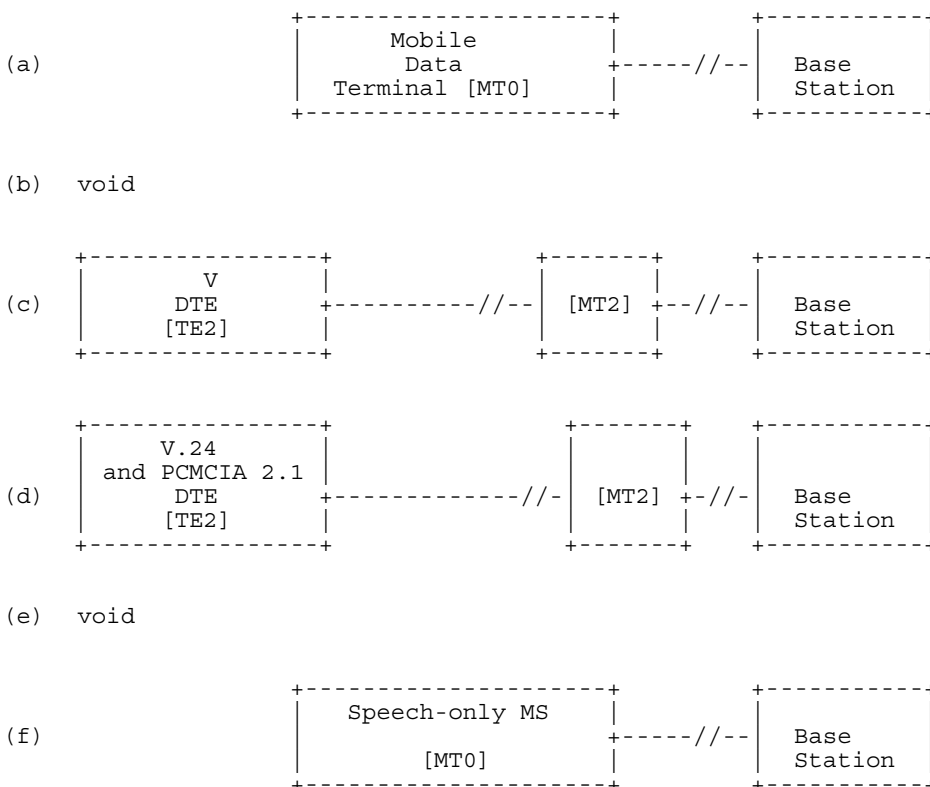 Mobile
(a) Data Base
Terminal [MT0] Station
(b) void
V
(c) DTE [MT2] Base
[TE2] Station
V.24
and PCMCIA 2.1
(d) DTE [MT2] Base
[TE2] Station
(e) void
Speech-only MS
(f) Base
[MT0] Station